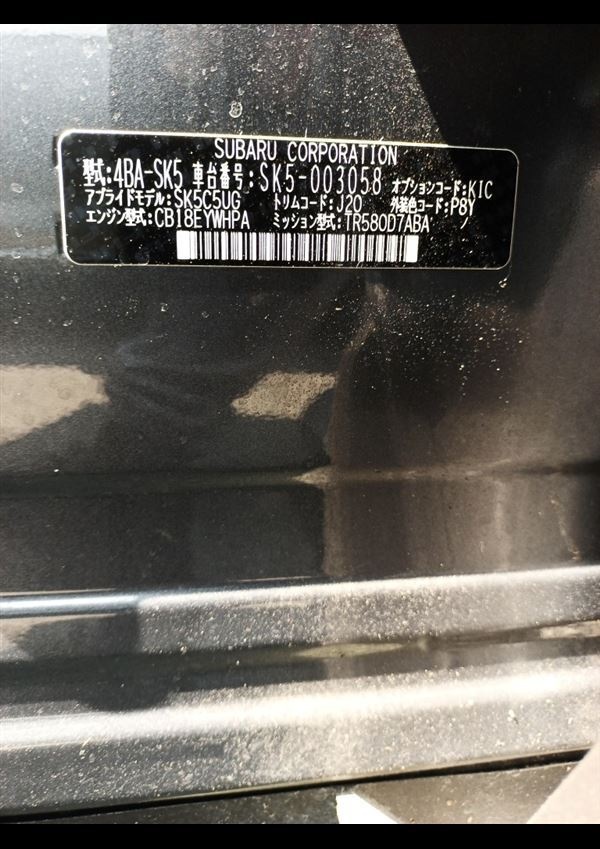 SUBARU CORPORATION
型式:4BA-SK5 車台番号:SK5-003058 オプションコード:KIC
アプライドモデル:SK5C5UG トリムコード:J20 外装色コード:P8Y
エンジン型式:CB18EYWHPA ミッション型式:TR580D7ABA /